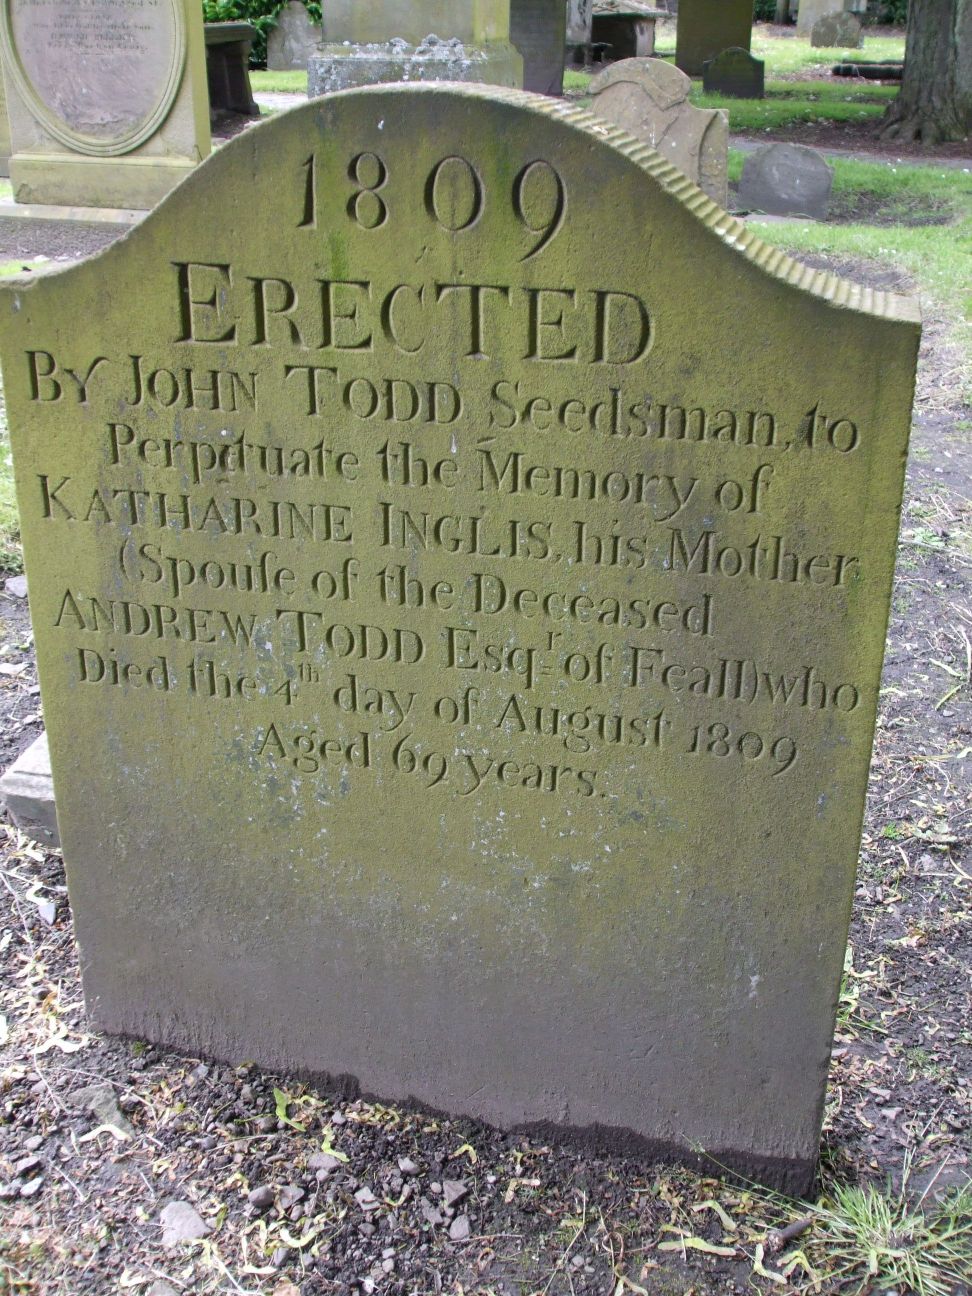 1809
ERECTED
BY JOHN TODD Seedsman, to
Perpetuate the Memory of
KATHARINE INGLIS, his Mother
(Spouſe of the Deceased
ANDREW TODD Esqr. of Feall) who
Died the 4th day of August 1809
Aged 69 years.